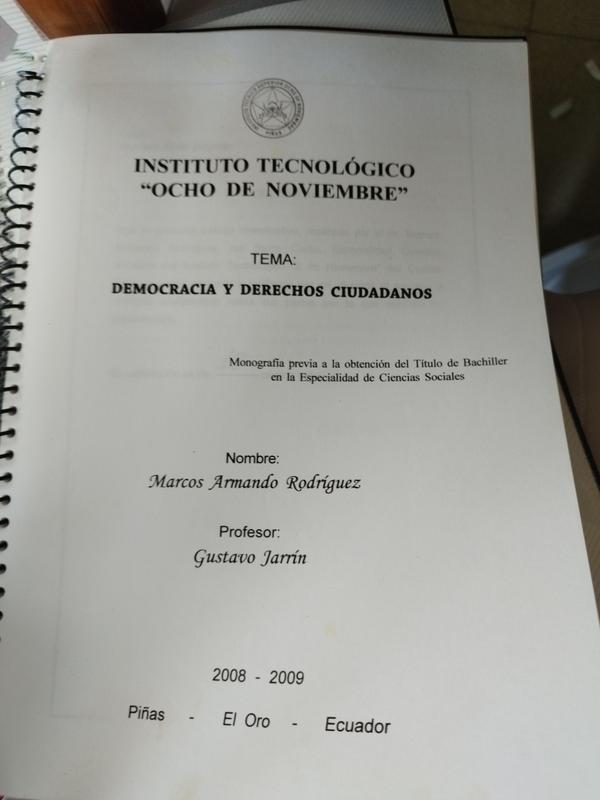 INSTITUTO TECNOLÓGICO
"OCHO DE NOVIEMBRE"
TEMA:
DEMOCRACIA Y DERECHOS CIUDADANOS
Monografía previa a la obtención del Título de Bachiller
en la Especialidad de Ciencias Sociales
Nombre:
Marcos Armando Rodríguez
Profesor:
Gustavo Jarrín
2008 - 2009
Piñas - El Oro - Ecuador